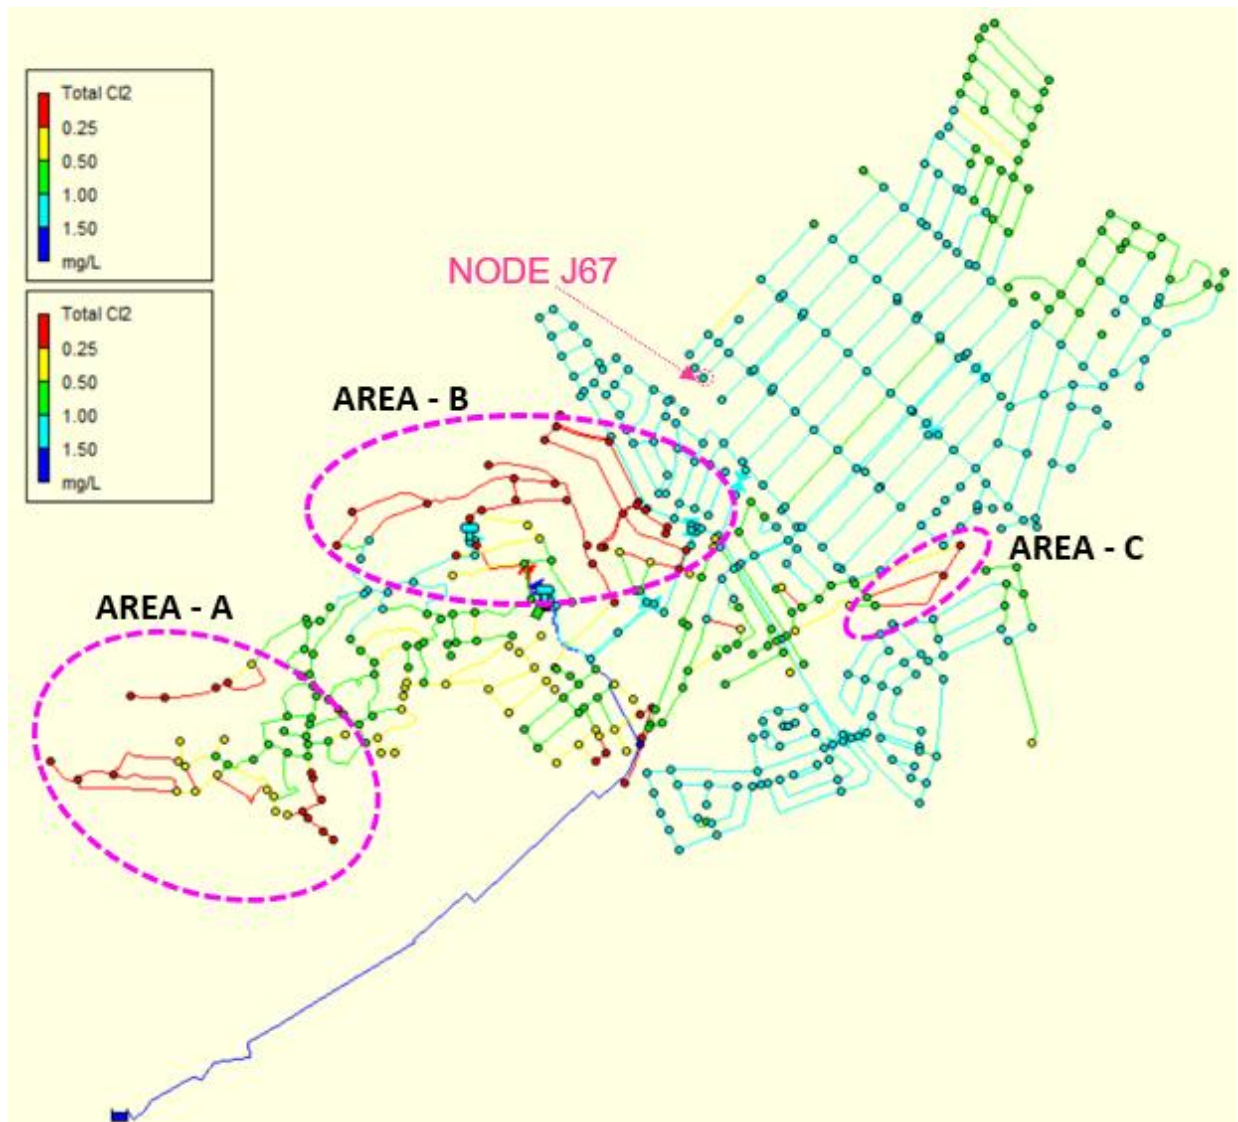 Total Cl2
0.25
0.50
1.00
1.50
mg/L
Total Cl2
0.25
0.50
1.00
1.50
mg/L
NODE J67
AREA - B
AREA - C
AREA - A